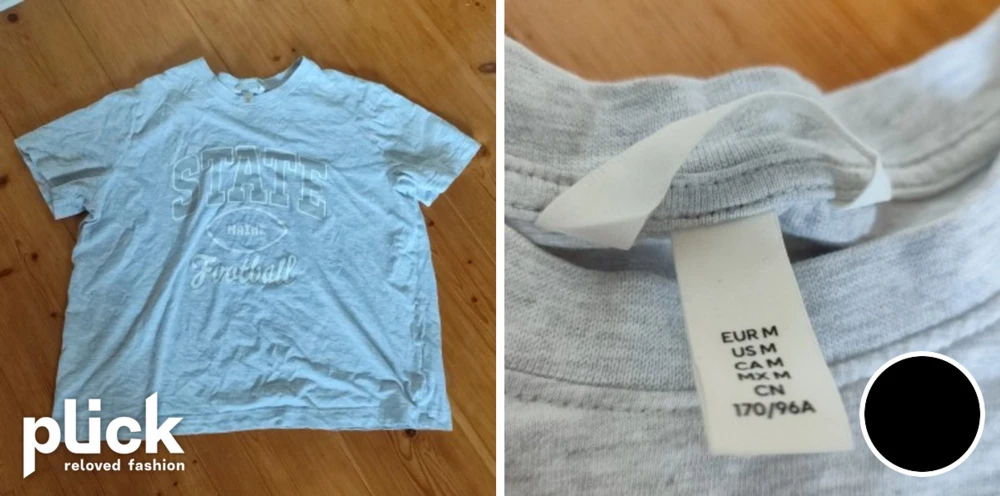 STATE
MAINE
Football
plick
reloved fashion
EUR M
US M
CA M
MX M
CN
170/96A